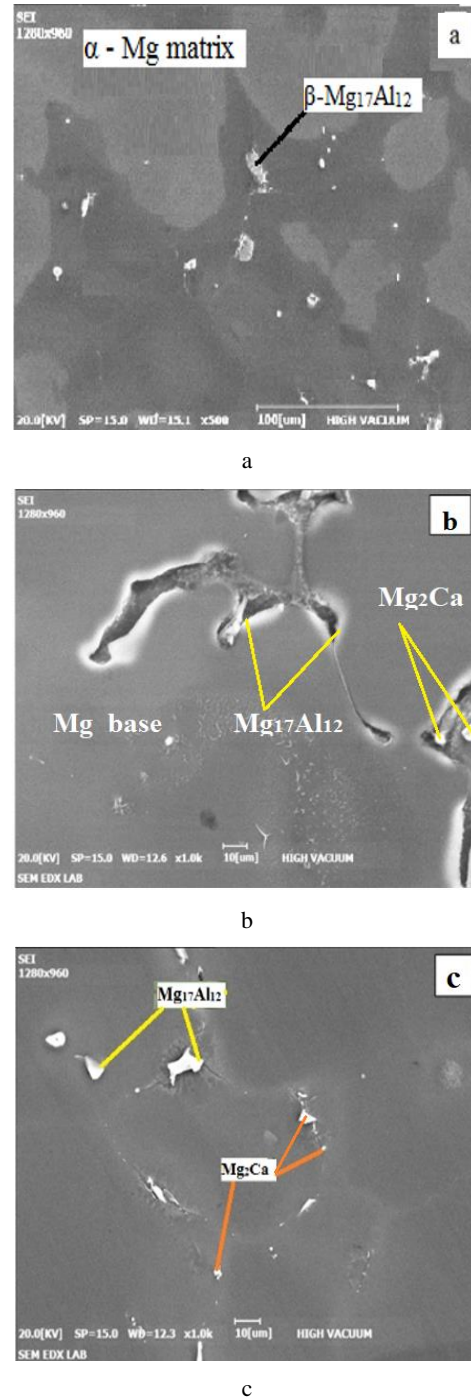 SEI
1280x960
a
α - Mg matrix
β-Mg17Al12
20.0[KV] SP=15.0 WD=15.1 x500 100[um] HIGH VACUUM
a
SEI
1280x960
b
Mg2Ca
Mg base
Mg17Al12
20.0[KV] SP=15.0 WD=12.6 x1.0k 10[um] HIGH VACUUM
SEM EDX LAB
b
SEI
1280x960
c
Mg17Al12
Mg2Ca
20.0[KV] SP=15.0 WD=12.3 x1.0k 10[um] HIGH VACUUM
SEM EDX LAB
c